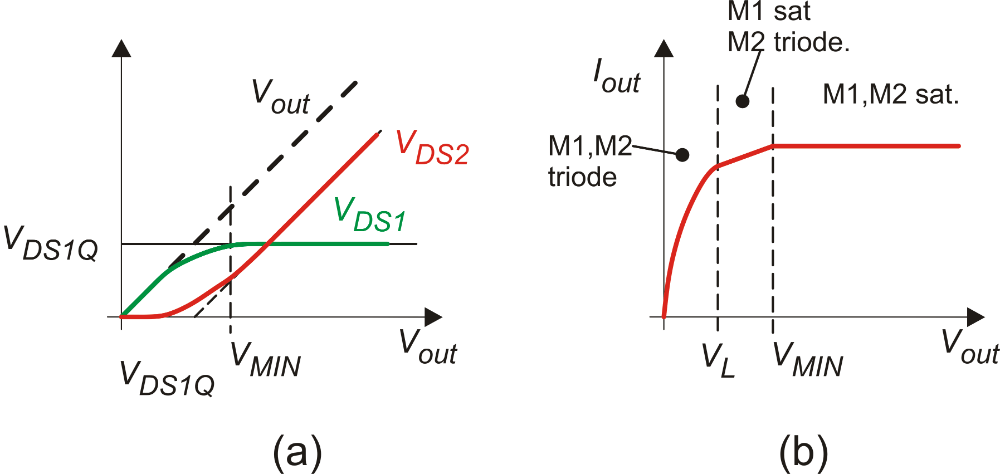 V_out
V_DS2
V_DS1
V_DS1Q
V_out
V_MIN
V_DS1Q
(a)
M1 sat
M2 triode.
I_out
M1,M2 sat.
M1,M2
triode
V_L
V_MIN
V_out
(b)